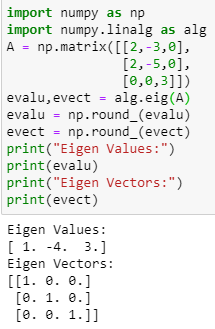 import numpy as np
import numpy.linalg as alg
A = np.matrix([[2,-3,0],
[2,-5,0],
[0,0,3]])
evalu,evect = alg.eig(A)
evalu = np.round_(evalu)
evect = np.round_(evect)
print("Eigen Values:")
print(evalu)
print("Eigen Vectors:")
print(evect)
Eigen Values:
[ 1. -4.  3.]
Eigen Vectors:
[[1. 0. 0.]
[0. 1. 0.]
[0. 0. 1.]]